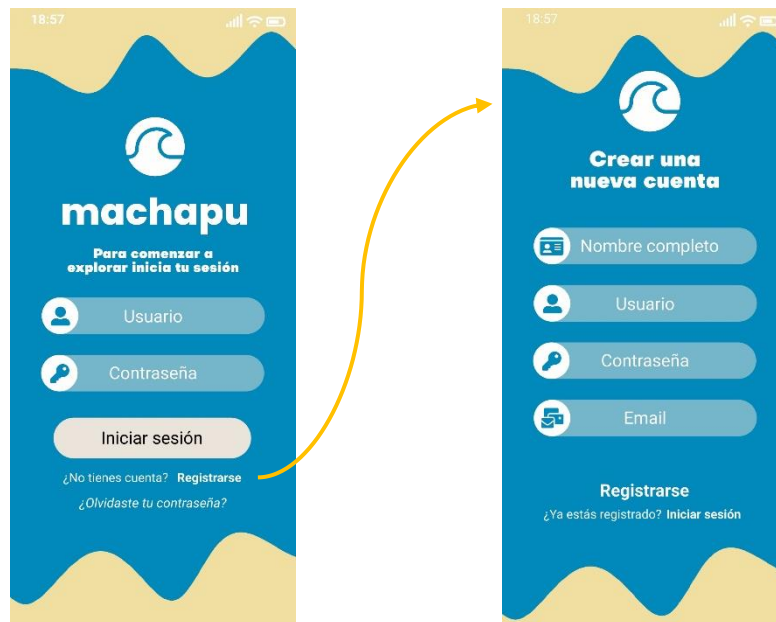 18:57
machapu
Para comenzar a
explorar inicia tu sesión
Usuario
Contraseña
Iniciar sesión
¿No tienes cuenta? Registrarse
¿Olvidaste tu contraseña?
18:57
Crear una
nueva cuenta
Nombre completo
Usuario
Contraseña
Email
Registrarse
¿Ya estás registrado? Iniciar sesión